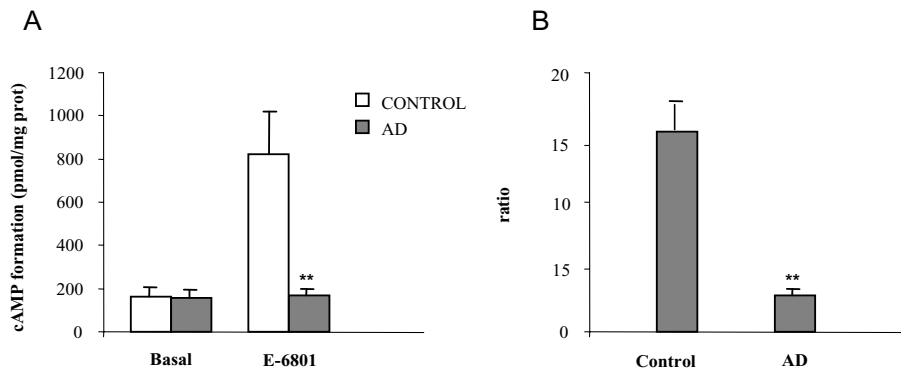 A
cAMP formation (pmol/mg prot)
1200
1000
800
600
400
200
0
CONTROL
AD
**
Basal
E-6801
B
ratio
20
15
10
15
0
**
Control
AD